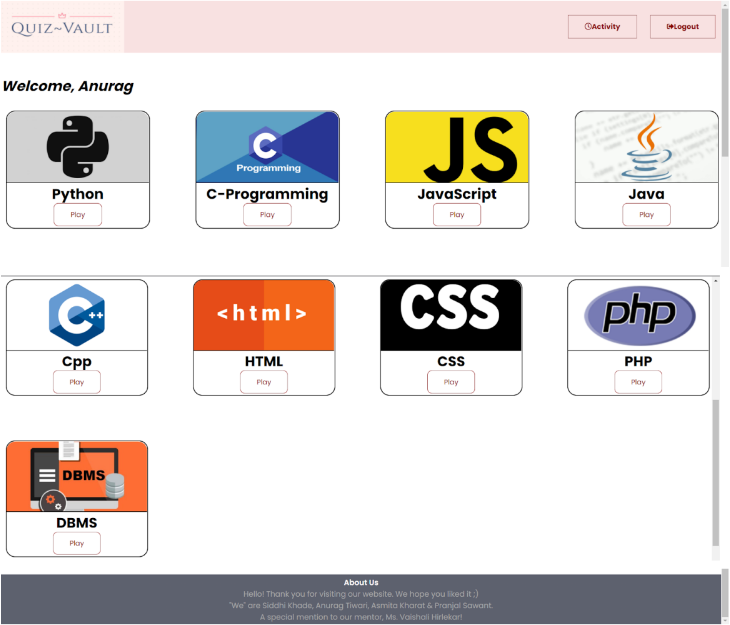 QUIZ~VAULT
Activity
Logout
Welcome, Anurag
C
Programming
JS
Python
C-Programming
JavaScript
Java
Play
Play
Play
Play
C++
<html>
CSS
php
Cpp
HTML
CSS
PHP
Play
Play
Play
Play
DBMS
DBMS
Play
About Us
Hello! Thank you for visiting our website. We hope you liked it ;)
"We" are Siddhi Khade, Anurag Tiwari, Asmita Kharat & Pranjal Sawant.
A special mention to our mentor, Ms. Vaishali Hirlekar!